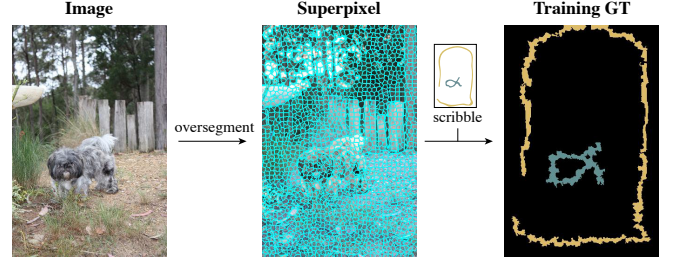 Image
Superpixel
Training GT
oversegment
scribble